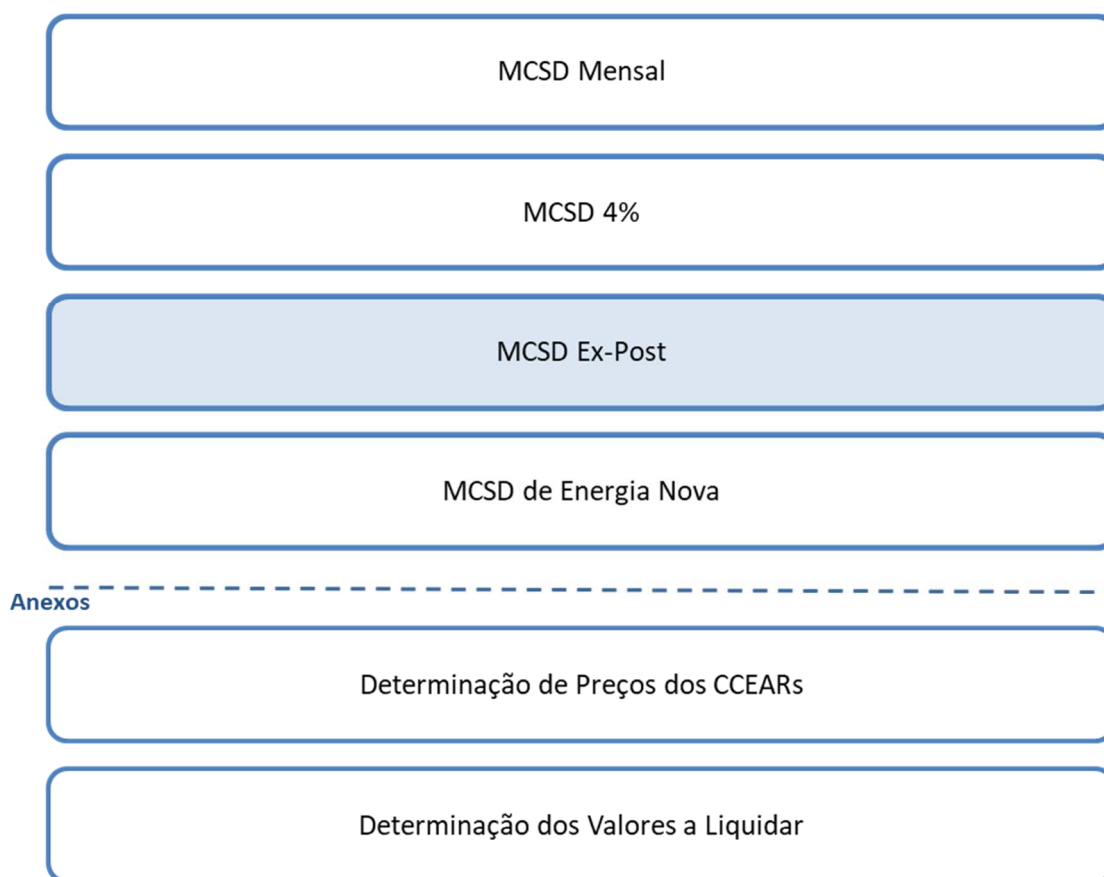 MCSD Mensal
MCSD 4%
MCSD Ex-Post
MCSD de Energia Nova
Anexos
Determinação de Preços dos CCEARs
Determinação dos Valores a Liquidar